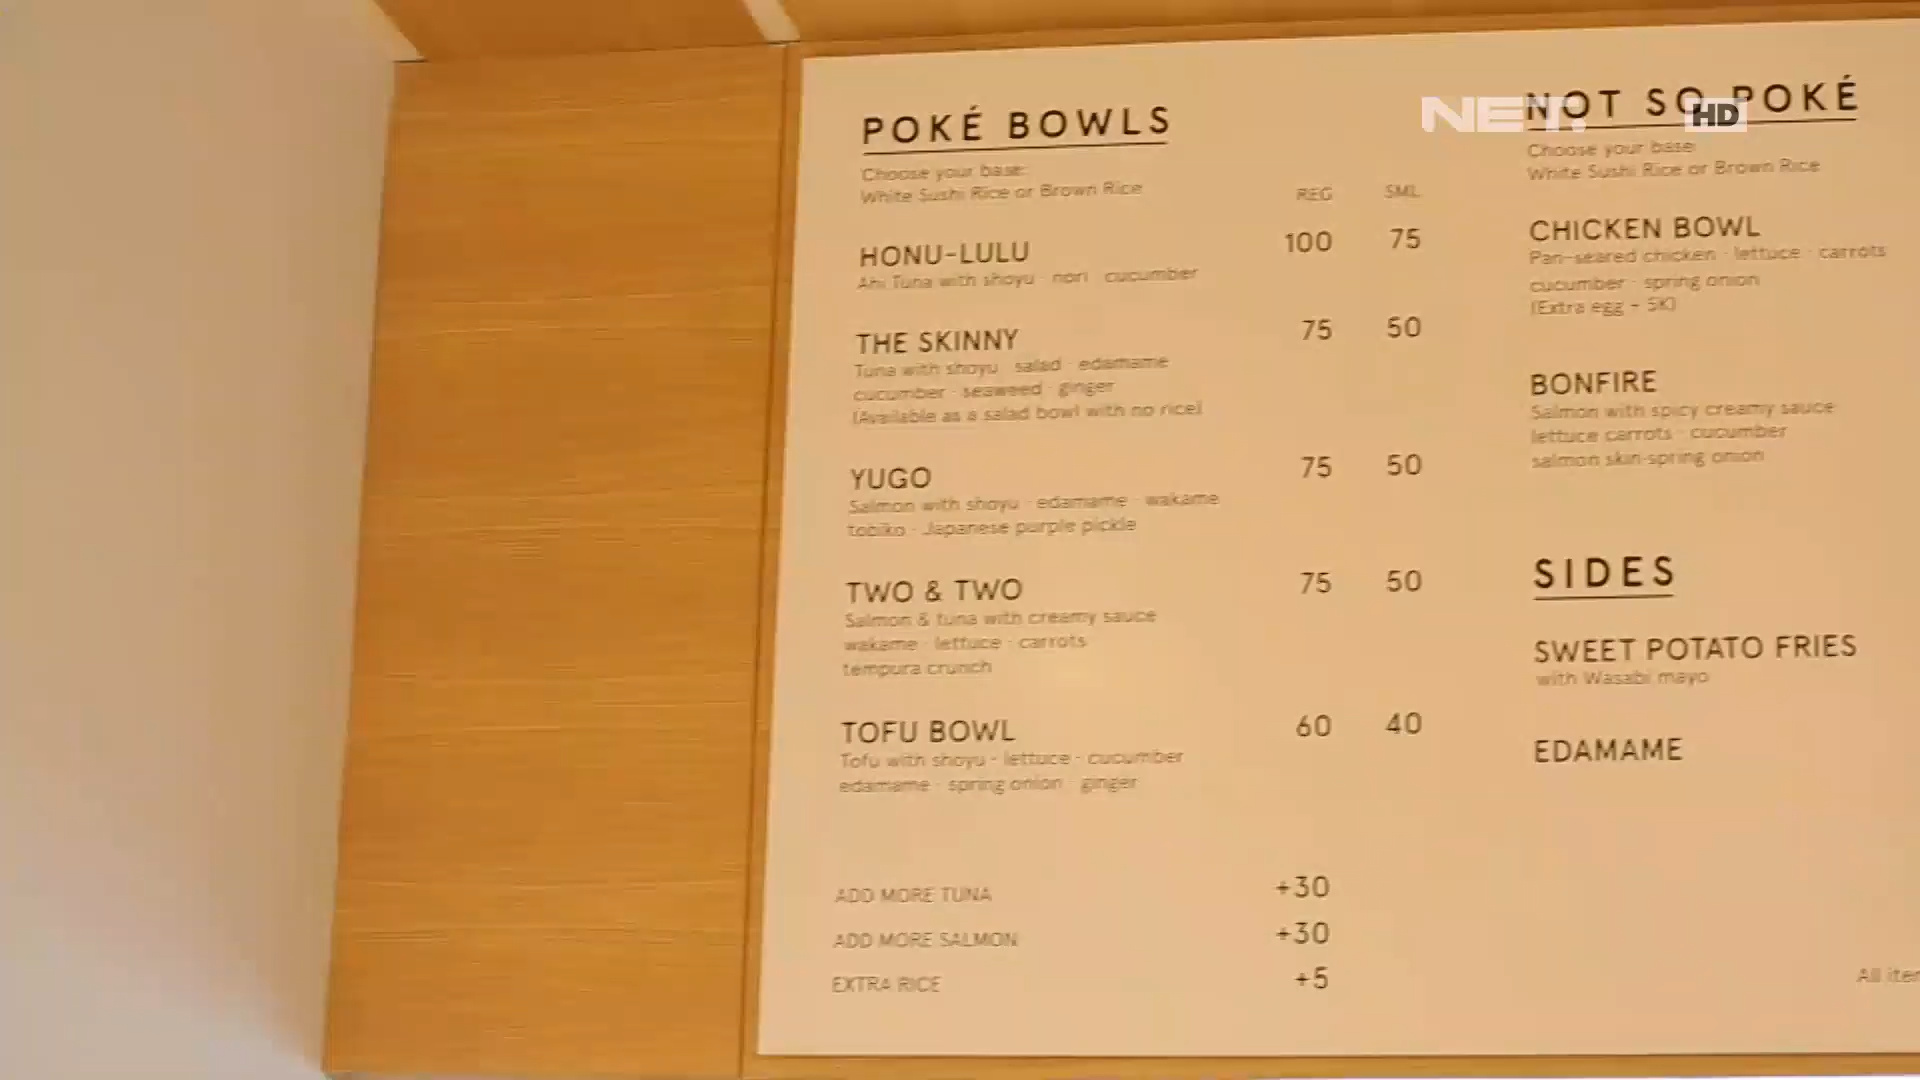 POKÉ BOWLS
Choose your base:
White Sushi Rice or Brown Rice
REG SML
HONU-LULU 100 75
Ahi Tuna with shoyu · nori · cucumber
THE SKINNY 75 50
Tuna with shoyu · salad · edamame
cucumber · seaweed · ginger
(Available as a salad bowl with no rice)
YUGO 75 50
Salmon with shoyu · edamame · wakame
tobiko · Japanese purple pickle
TWO & TWO 75 50
Salmon & tuna with creamy sauce
wakame · lettuce · carrots
tempura crunch
TOFU BOWL 60 40
Tofu with shoyu · lettuce · cucumber
edamame · spring onion · ginger
ADD MORE TUNA +30
ADD MORE SALMON +30
EXTRA RICE +5
NET. HD
NOT SO POKÉ
Choose your base:
White Sushi Rice or Brown Rice
CHICKEN BOWL
Pan-seared chicken · lettuce · carrots
cucumber · spring onion
(Extra egg + 5K)
BONFIRE
Salmon with spicy creamy sauce
lettuce carrots · cucumber
salmon skin·spring onion
SIDES
SWEET POTATO FRIES
with Wasabi mayo
EDAMAME
All